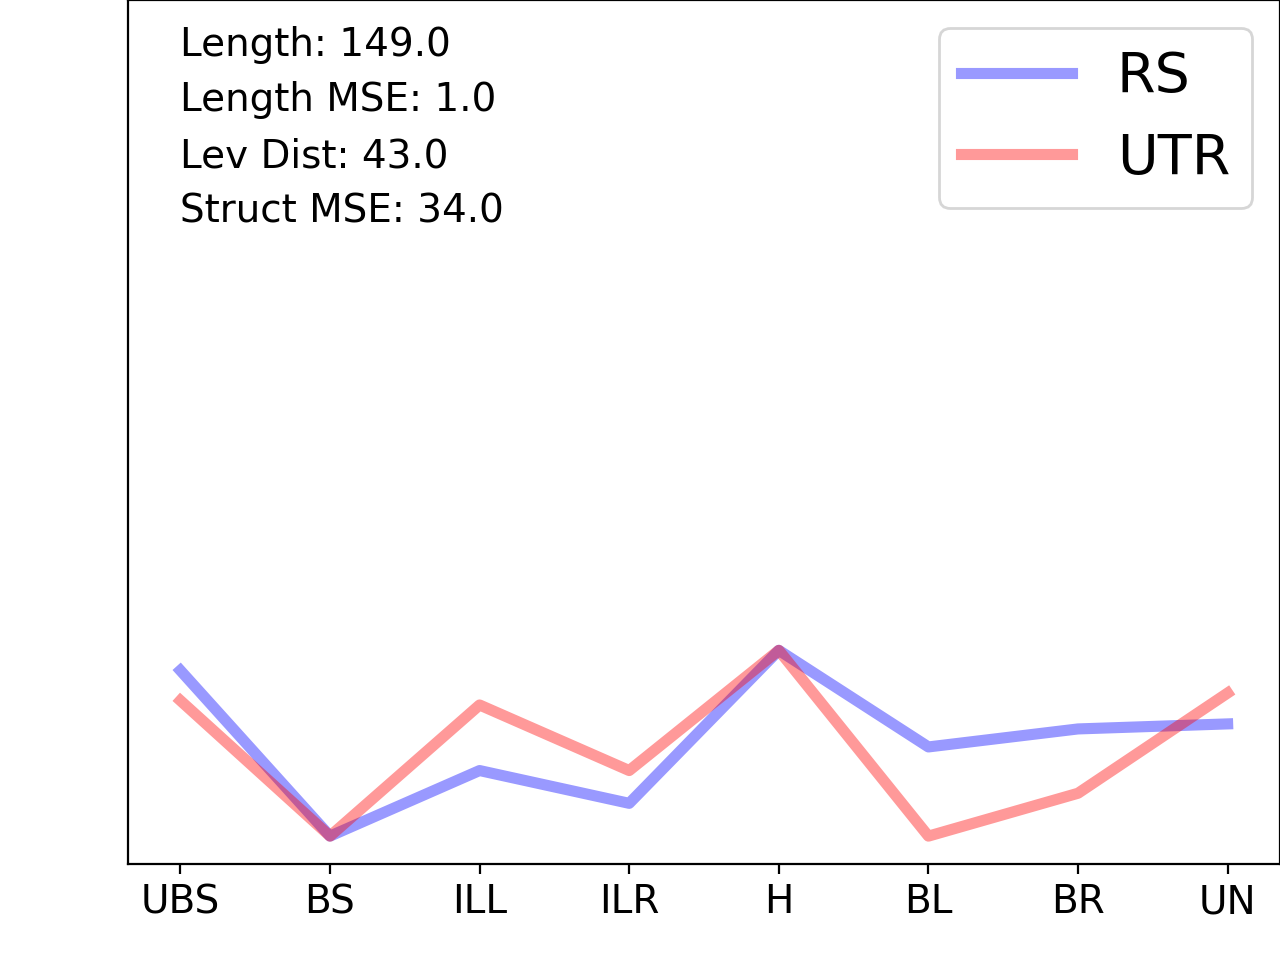 Length: 149.0
Length MSE: 1.0
Lev Dist: 43.0
Struct MSE: 34.0
RS
UTR
UBS BS ILL ILR H BL BR UN